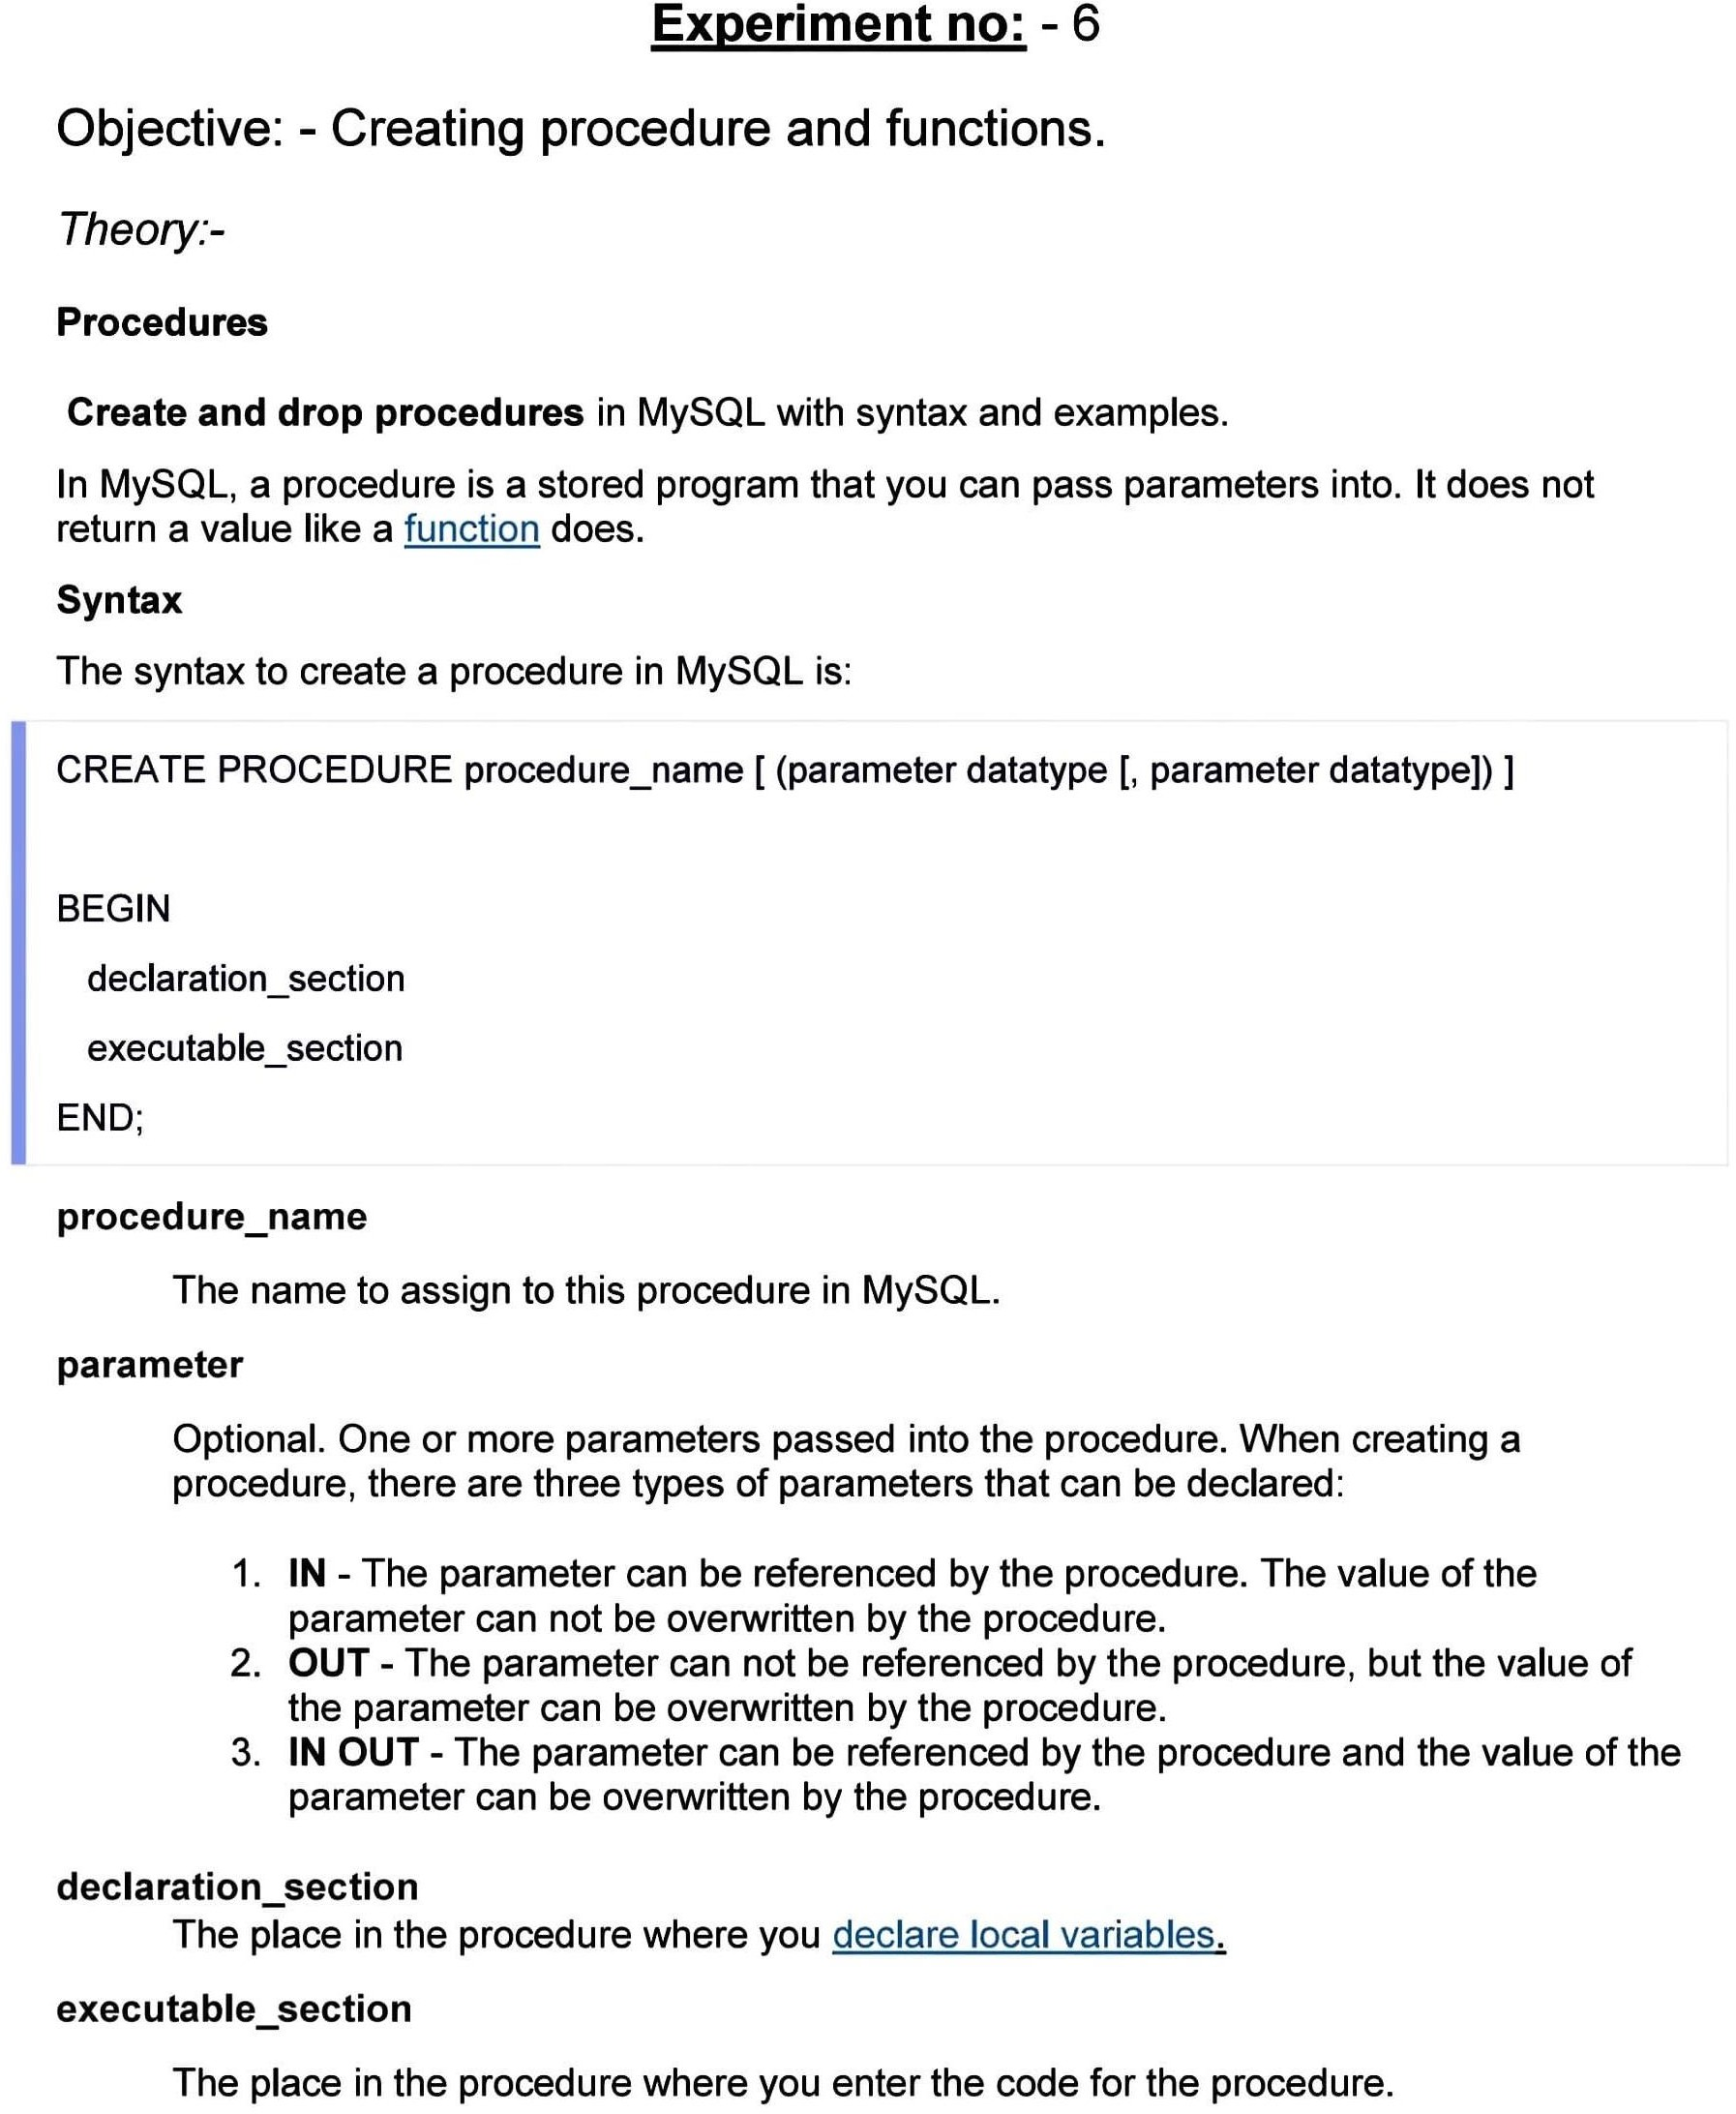 Experiment no: - 6
Objective: - Creating procedure and functions.
Theory:-
Procedures
Create and drop procedures in MySQL with syntax and examples.
In MySQL, a procedure is a stored program that you can pass parameters into. It does not
return a value like a function does.
Syntax
The syntax to create a procedure in MySQL is:
CREATE PROCEDURE procedure_name [ (parameter datatype [, parameter datatype]) ]
BEGIN
declaration_section
executable_section
END;
procedure_name
The name to assign to this procedure in MySQL.
parameter
Optional. One or more parameters passed into the procedure. When creating a
procedure, there are three types of parameters that can be declared:
1. IN - The parameter can be referenced by the procedure. The value of the
parameter can not be overwritten by the procedure.
2. OUT - The parameter can not be referenced by the procedure, but the value of
the parameter can be overwritten by the procedure.
3. IN OUT - The parameter can be referenced by the procedure and the value of the
parameter can be overwritten by the procedure.
declaration_section
The place in the procedure where you declare local variables.
executable_section
The place in the procedure where you enter the code for the procedure.